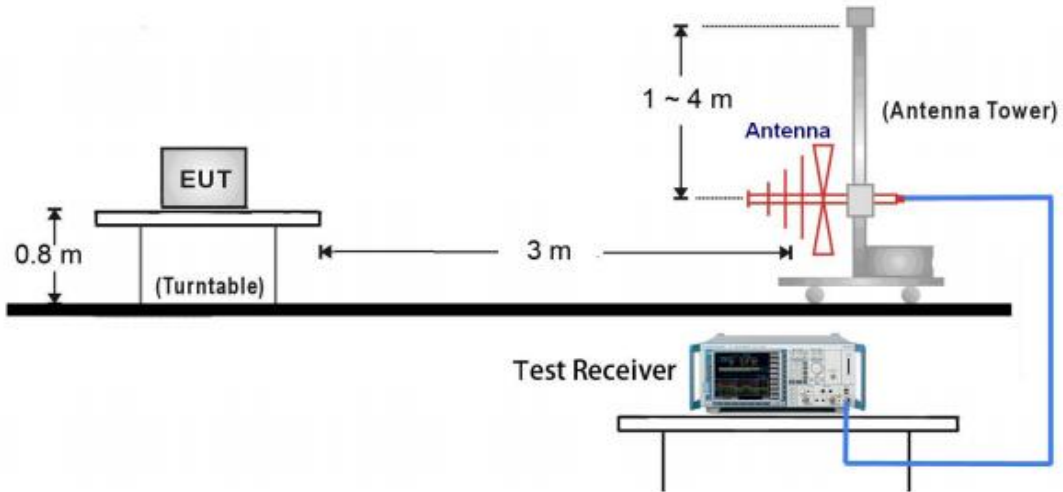 1 ~ 4 m
(Antenna Tower)
Antenna
EUT
0.8 m
3 m
(Turntable)
Test Receiver